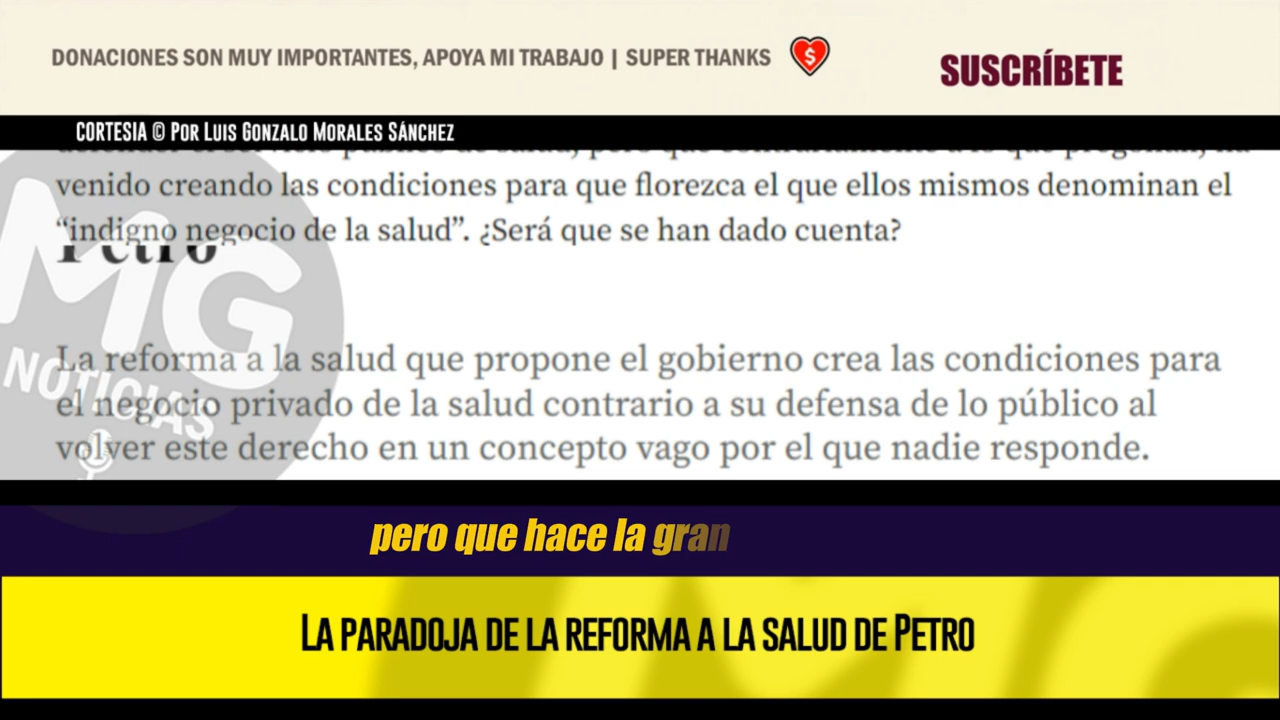 DONACIONES SON MUY IMPORTANTES, APOYA MI TRABAJO | SUPER THANKS
SUSCRÍBETE
CORTESIA © POR LUIS GONZALO MORALES SÁNCHEZ
venido creando las condiciones para que florezca el que ellos mismos denominan el
“indigno negocio de la salud”. ¿Será que se han dado cuenta?
Petro
La reforma a la salud que propone el gobierno crea las condiciones para
el negocio privado de la salud contrario a su defensa de lo público al
volver este derecho en un concepto vago por el que nadie responde.
MG
NOTICIAS
pero que hace la gran
LA PARADOJA DE LA REFORMA A LA SALUD DE PETRO